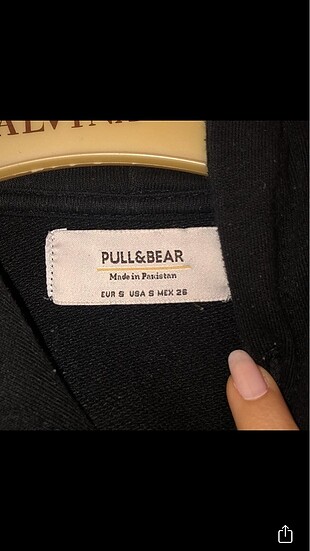 PULL&BEAR
Made in Pakistan
EUR S USA S MEX 26